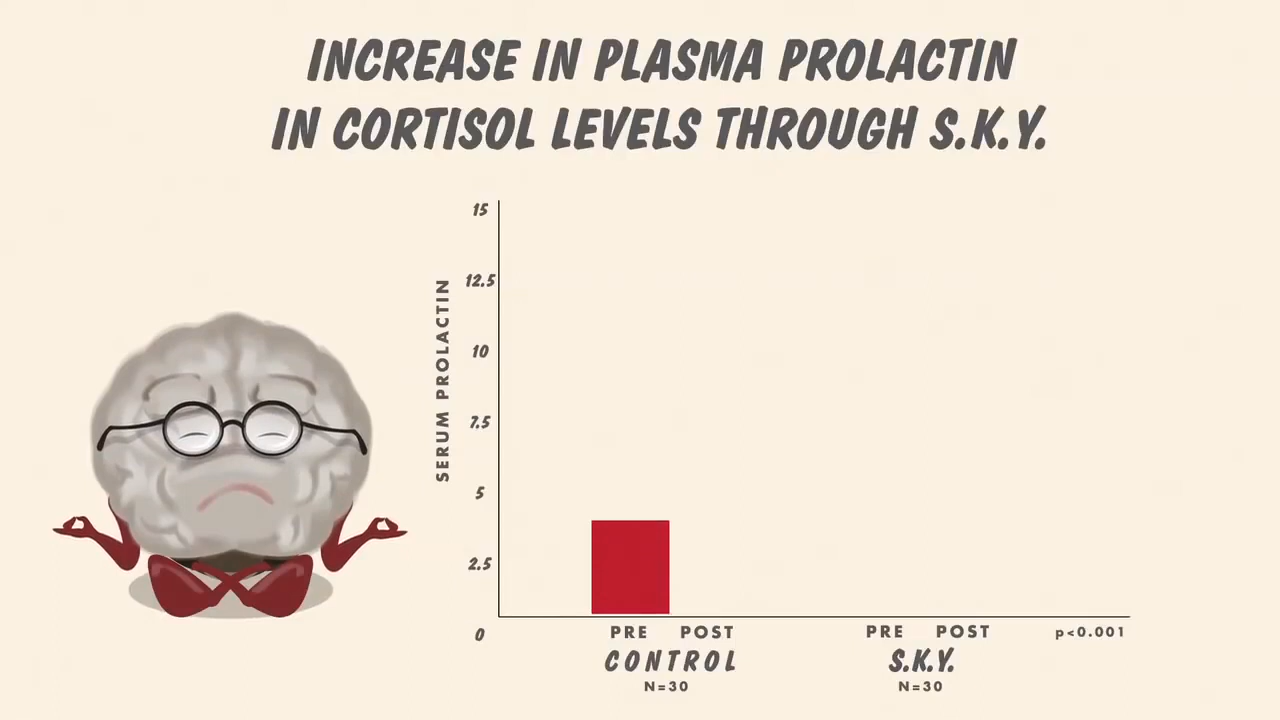 INCREASE IN PLASMA PROLACTIN
IN CORTISOL LEVELS THROUGH S.K.Y.
15
12.5
10
7.5
5
2.5
0
SERUM PROLACTIN
PRE POST PRE POST p<0.001
CONTROL S.K.Y.
N=30 N=30